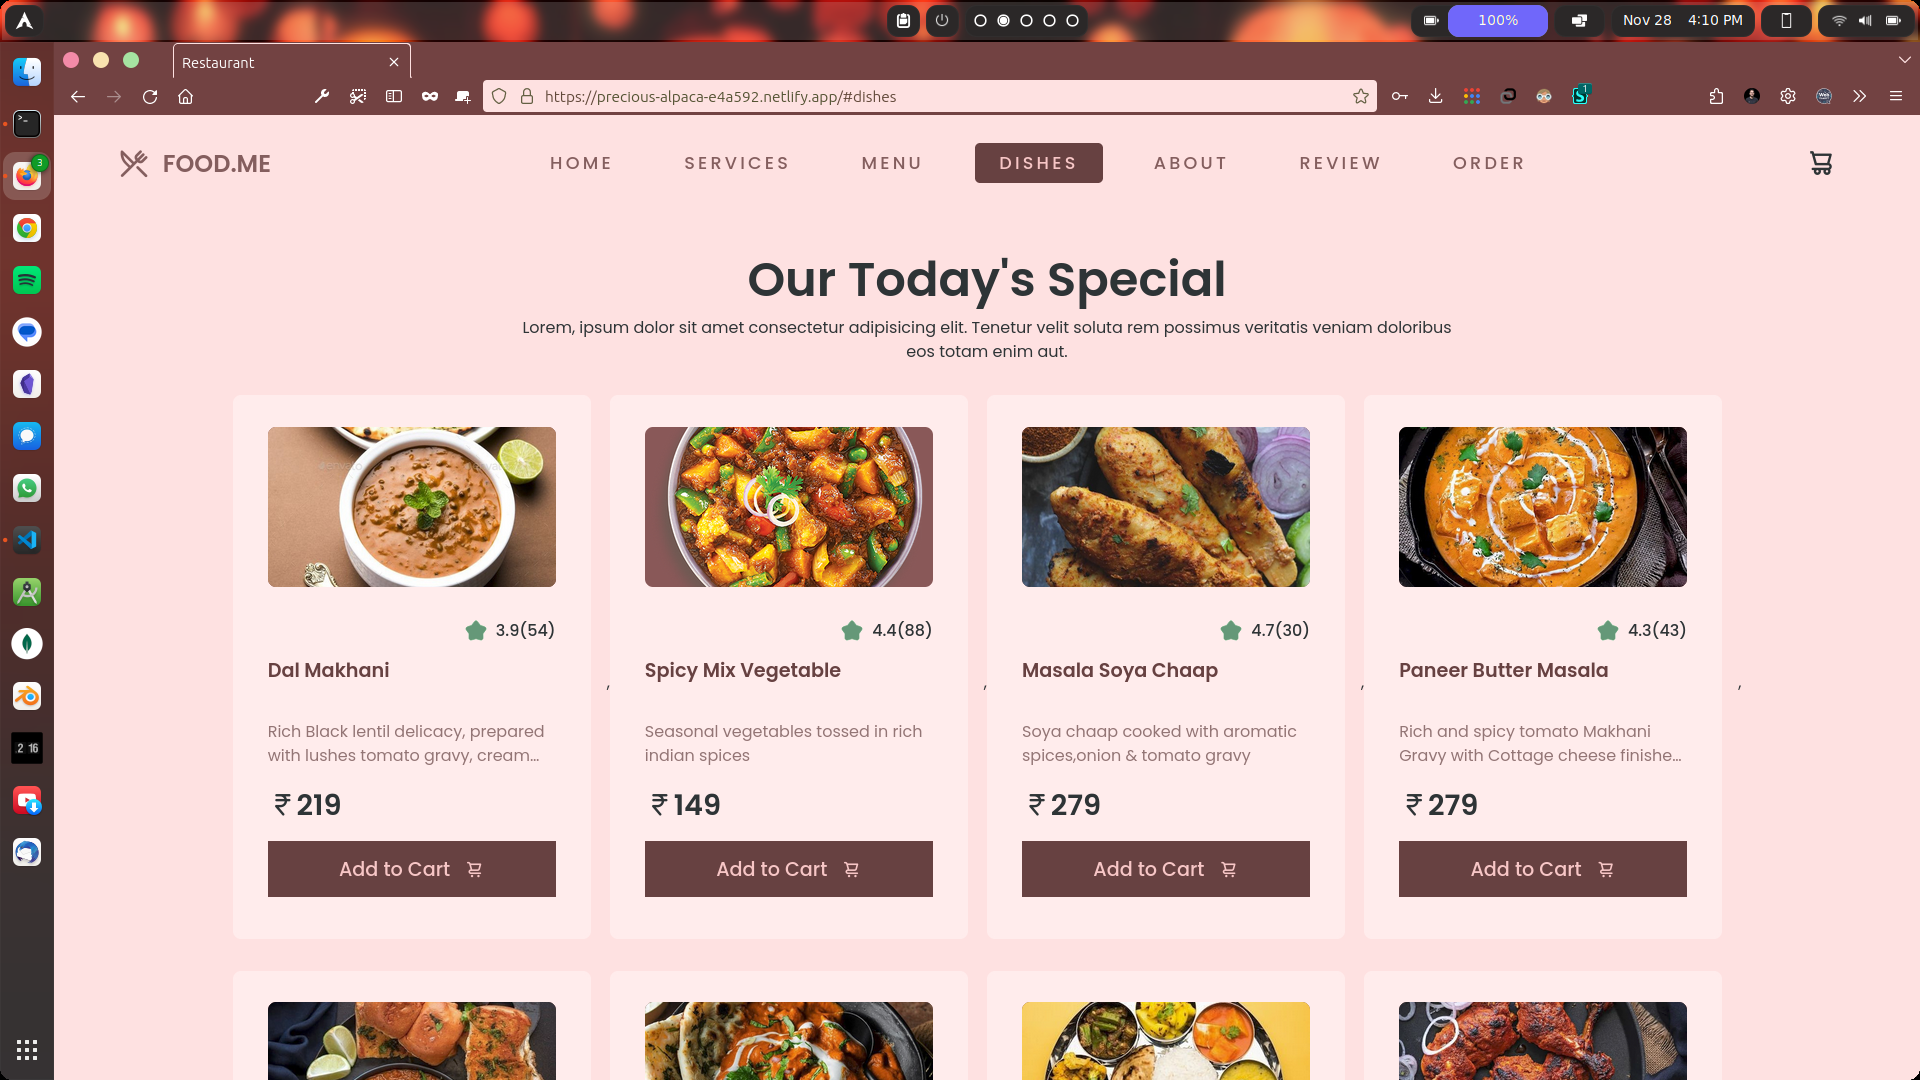 100%
Nov 28 4:10 PM
Restaurant
https://precious-alpaca-e4a592.netlify.app/#dishes
FOOD.ME
HOME
SERVICES
MENU
DISHES
ABOUT
REVIEW
ORDER
Our Today's Special
Lorem, ipsum dolor sit amet consectetur adipisicing elit. Tenetur velit soluta rem possimus veritatis veniam doloribus
eos totam enim aut.
3.9(54)
Dal Makhani
Rich Black lentil delicacy, prepared
with lushes tomato gravy, cream...
₹ 219
Add to Cart
,
4.4(88)
Spicy Mix Vegetable
Seasonal vegetables tossed in rich
indian spices
₹ 149
Add to Cart
,
4.7(30)
Masala Soya Chaap
Soya chaap cooked with aromatic
spices,onion & tomato gravy
₹ 279
Add to Cart
,
4.3(43)
Paneer Butter Masala
Rich and spicy tomato Makhani
Gravy with Cottage cheese finishe...
₹ 279
Add to Cart
,
3
2 16
1